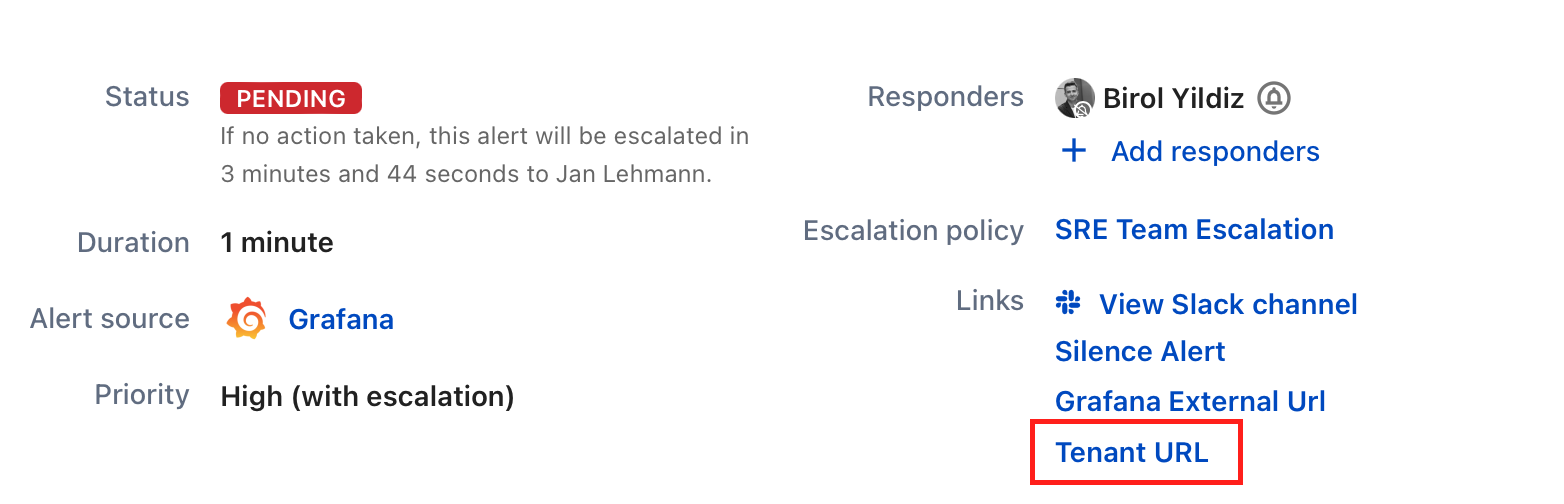 Status
PENDING
If no action taken, this alert will be escalated in
3 minutes and 44 seconds to Jan Lehmann.
Duration
1 minute
Alert source
Grafana
Priority
High (with escalation)
Responders
Birol Yildiz
Add responders
Escalation policy
SRE Team Escalation
Links
View Slack channel
Silence Alert
Grafana External Url
Tenant URL